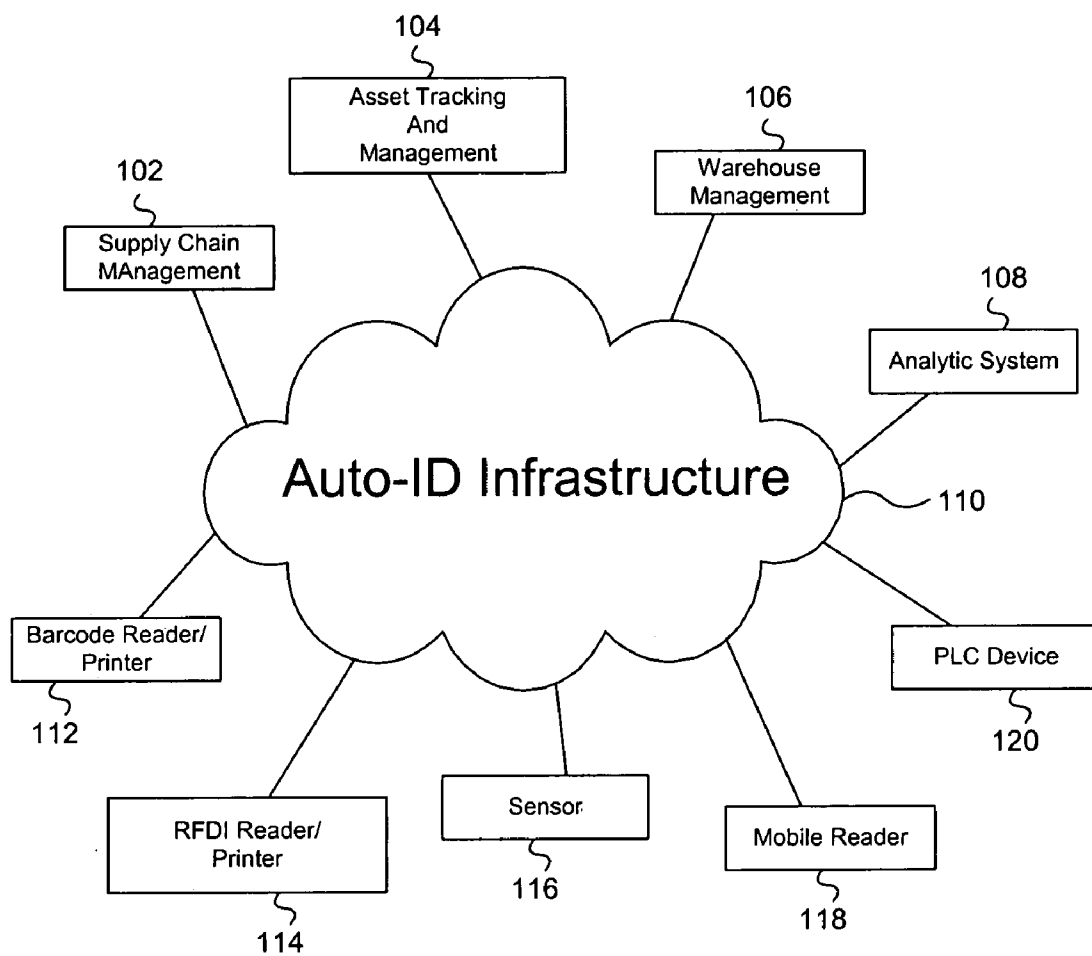 104
Asset Tracking
And
Management
106
Warehouse
Management
102
Supply Chain
MAnagement
108
Analytic System
Auto-ID Infrastructure
110
Barcode Reader/
Printer
112
PLC Device
120
RFDI Reader/
Printer
114
Sensor
116
Mobile Reader
118